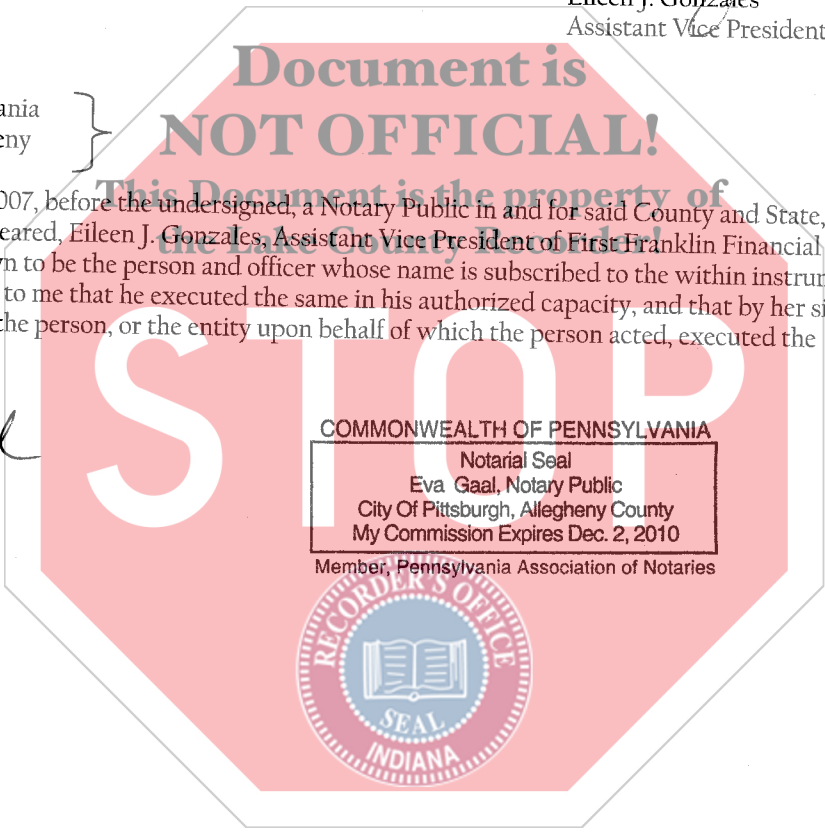 Eileen J. Gonzales
Assistant Vice President
Document is
NOT OFFICIAL!
ania
eny
This Document is the property of
the Lake County Recorder!
007, before the undersigned, a Notary Public in and for said County and State,
eared, Eileen J. Gonzales, Assistant Vice President of First Franklin Financial
n to be the person and officer whose name is subscribed to the within instrum
to me that he executed the same in his authorized capacity, and that by her si
the person, or the entity upon behalf of which the person acted, executed the
STOP
COMMONWEALTH OF PENNSYLVANIA
Notarial Seal
Eva Gaal, Notary Public
City Of Pittsburgh, Allegheny County
My Commission Expires Dec. 2, 2010
Member, Pennsylvania Association of Notaries
RECORDER'S OFFICE
SEAL
INDIANA